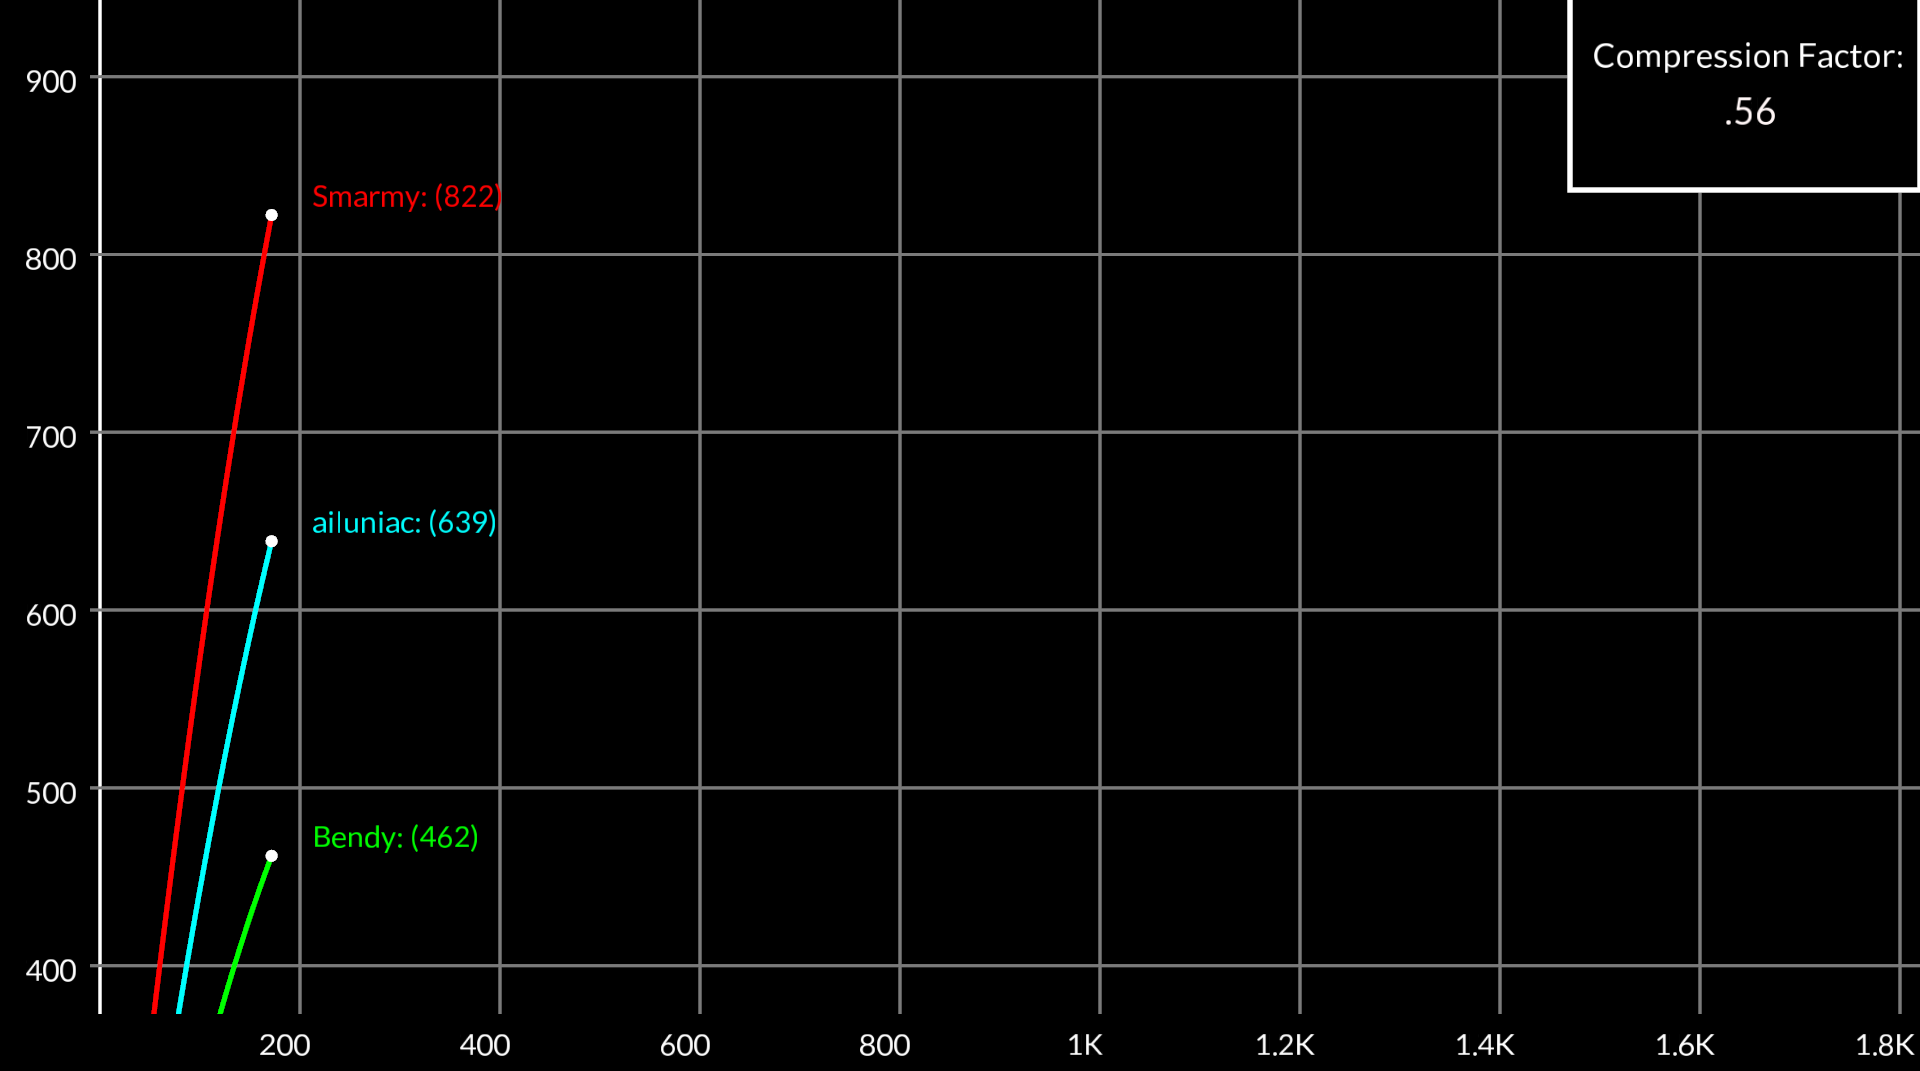 Compression Factor:
.56
900
Smarmy: (822)
800
700
ailuniac: (639)
600
500
Bendy: (462)
400
200 400 600 800 1K 1.2K 1.4K 1.6K 1.8K